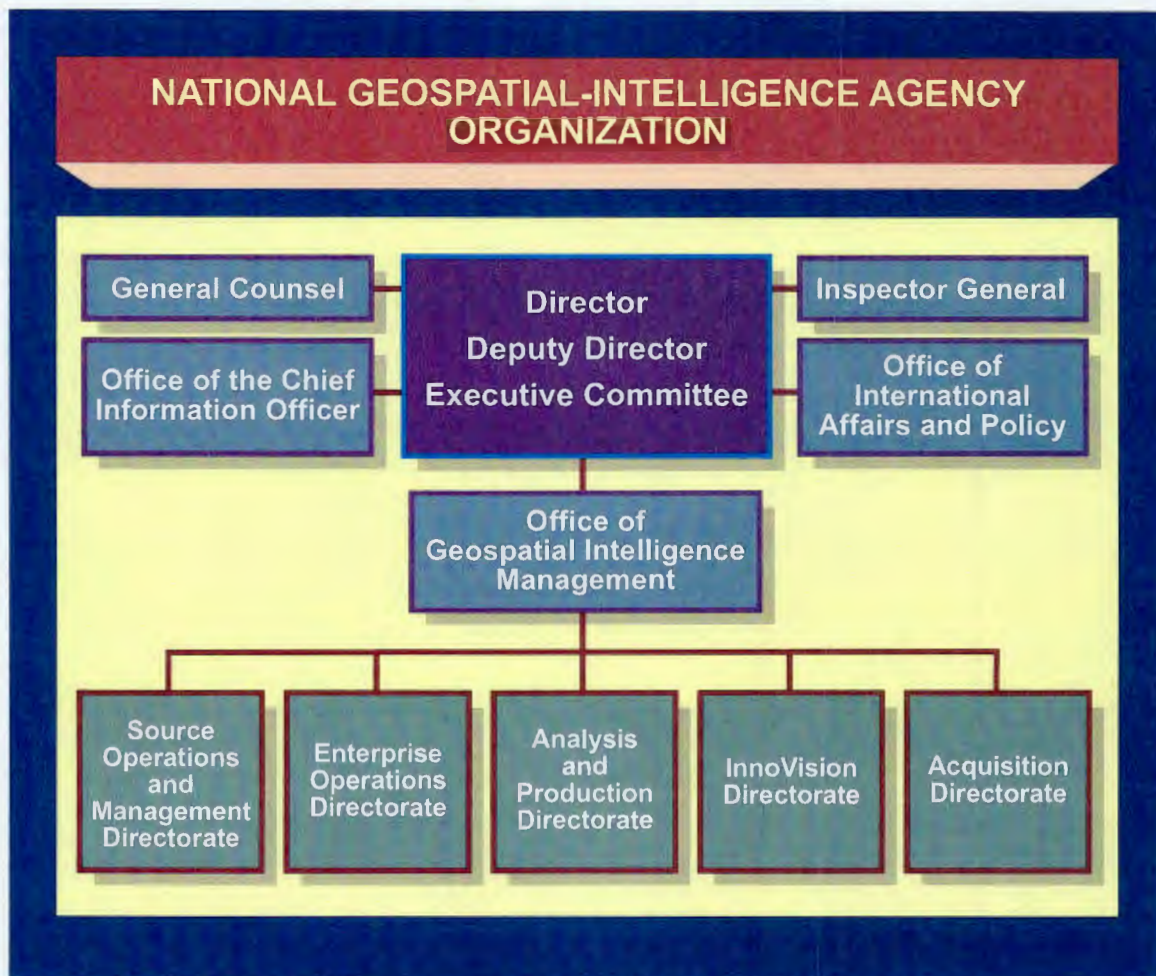 NATIONAL GEOSPATIAL-INTELLIGENCE AGENCY
ORGANIZATION
General Counsel
Director
Deputy Director
Executive Committee
Inspector General
Office of the Chief
Information Officer
Office of
International
Affairs and Policy
Office of
Geospatial Intelligence
Management
Source
Operations
and
Management
Directorate
Enterprise
Operations
Directorate
Analysis
and
Production
Directorate
InnoVision
Directorate
Acquisition
Directorate